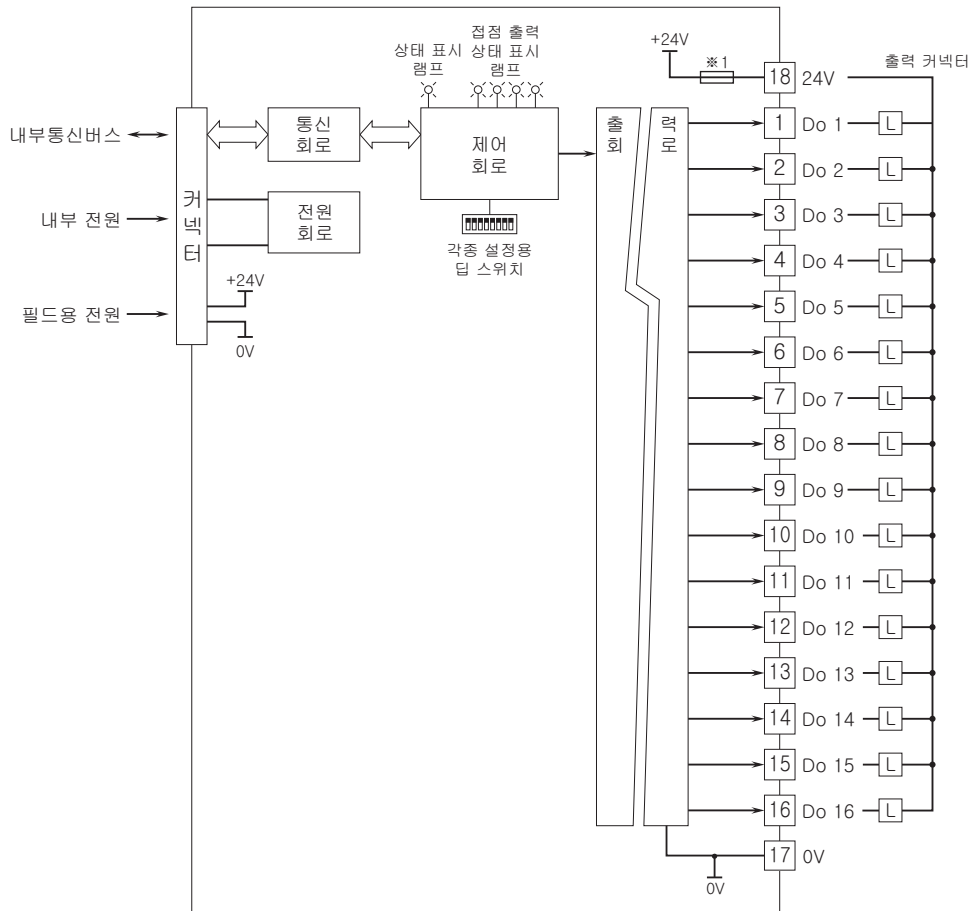 상태 표시
램프
접점 출력
상태 표시
램프
+24V
※1
18 24V
출력 커넥터
내부통신버스
통신
회로
제어
회로
출
회
력
로
커
넥
터
내부 전원
전원
회로
각종 설정용
딥 스위치
필드용 전원
+24V
0V
1 Do 1 L
2 Do 2 L
3 Do 3 L
4 Do 4 L
5 Do 5 L
6 Do 6 L
7 Do 7 L
8 Do 8 L
9 Do 9 L
10 Do 10 L
11 Do 11 L
12 Do 12 L
13 Do 13 L
14 Do 14 L
15 Do 15 L
16 Do 16 L
17 0V
0V